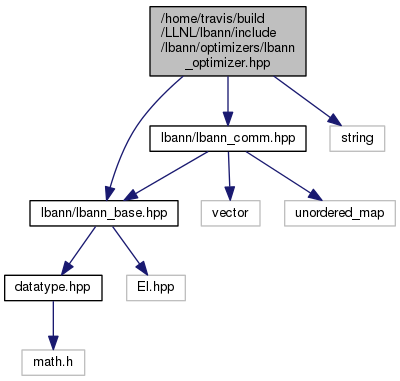 /home/travis/build
/LLNL/lbann/include
/lbann/optimizers/lbann
_optimizer.hpp
lbann/lbann_comm.hpp
string
lbann/lbann_base.hpp
vector
unordered_map
datatype.hpp
El.hpp
math.h